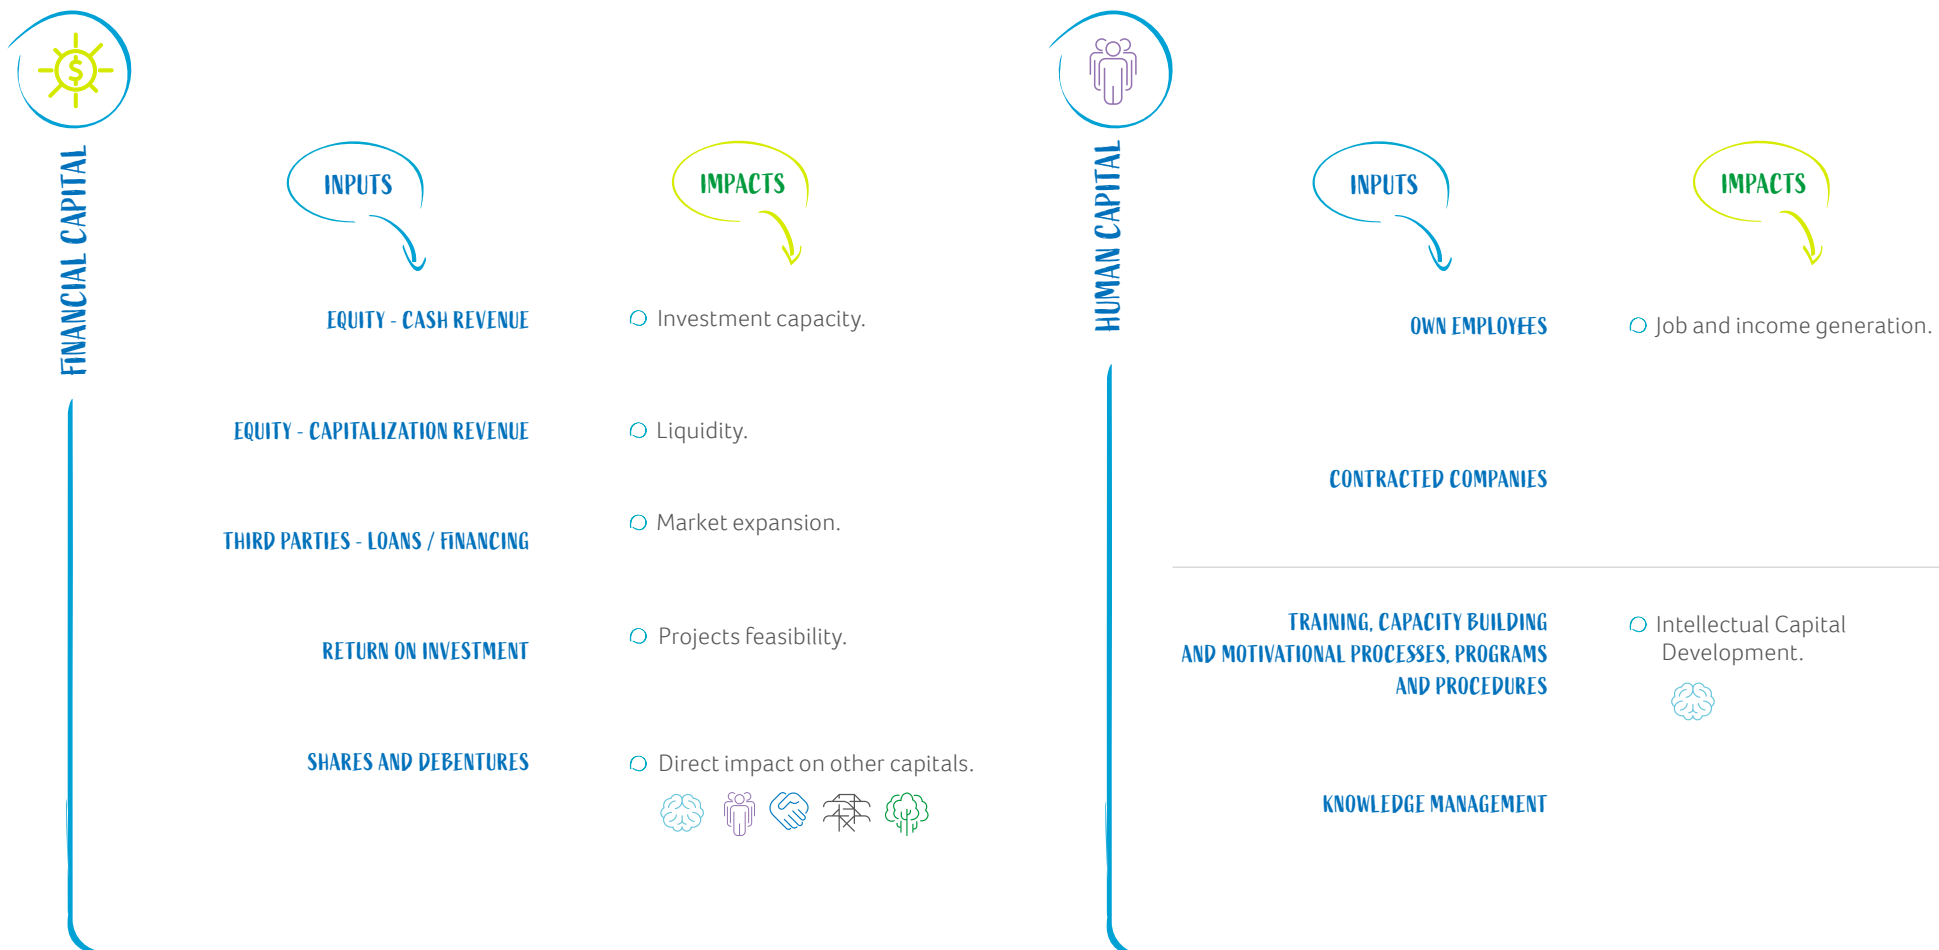 FINANCIAL CAPITAL
INPUTS
IMPACTS
EQUITY - CASH REVENUE
Investment capacity.
EQUITY - CAPITALIZATION REVENUE
Liquidity.
THIRD PARTIES - LOANS / FINANCING
Market expansion.
RETURN ON INVESTMENT
Projects feasibility.
SHARES AND DEBENTURES
Direct impact on other capitals.
HUMAN CAPITAL
INPUTS
IMPACTS
OWN EMPLOYEES
Job and income generation.
CONTRACTED COMPANIES
TRAINING, CAPACITY BUILDING
AND MOTIVATIONAL PROCESSES, PROGRAMS
AND PROCEDURES
Intellectual Capital
Development.
KNOWLEDGE MANAGEMENT